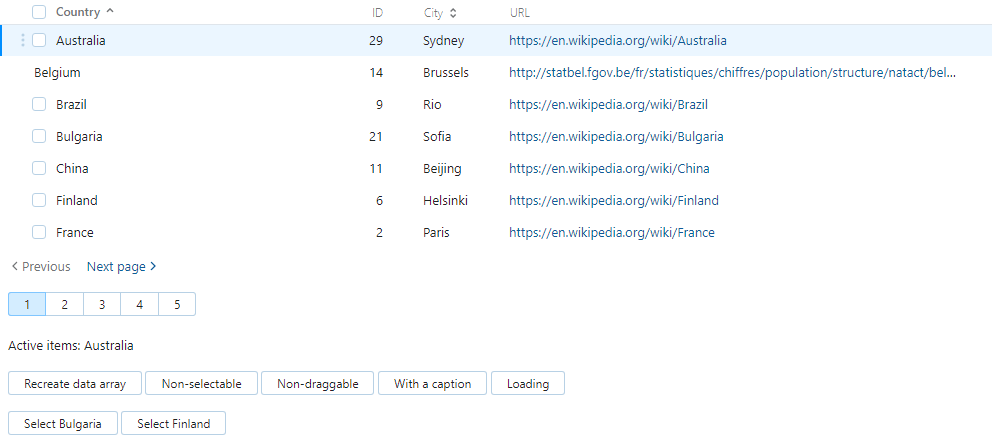 Country ID City URL
Australia 29 Sydney https://en.wikipedia.org/wiki/Australia
Belgium 14 Brussels http://statbel.fgov.be/fr/statistiques/chiffres/population/structure/natact/bel...
Brazil 9 Rio https://en.wikipedia.org/wiki/Brazil
Bulgaria 21 Sofia https://en.wikipedia.org/wiki/Bulgaria
China 11 Beijing https://en.wikipedia.org/wiki/China
Finland 6 Helsinki https://en.wikipedia.org/wiki/Finland
France 2 Paris https://en.wikipedia.org/wiki/France
Previous Next page
1 2 3 4 5
Active items: Australia
Recreate data array Non-selectable Non-draggable With a caption Loading
Select Bulgaria Select Finland